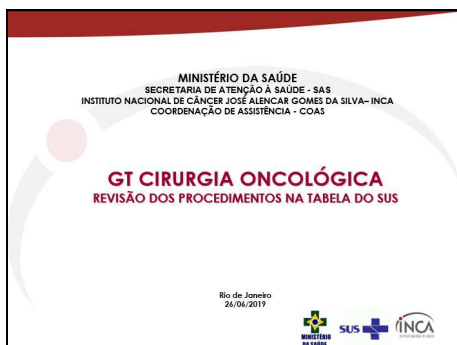 MINISTÉRIO DA SAÚDE
SECRETARIA DE ATENÇÃO À SAÚDE - SAS
INSTITUTO NACIONAL DE CÂNCER JOSÉ ALENCAR GOMES DA SILVA– INCA
COORDENAÇÃO DE ASSISTÊNCIA - COAS
GT CIRURGIA ONCOLÓGICA
REVISÃO DOS PROCEDIMENTOS NA TABELA DO SUS
Rio de Janeiro
26/06/2019
MINISTÉRIO
DA SAÚDE
SUS
INCA